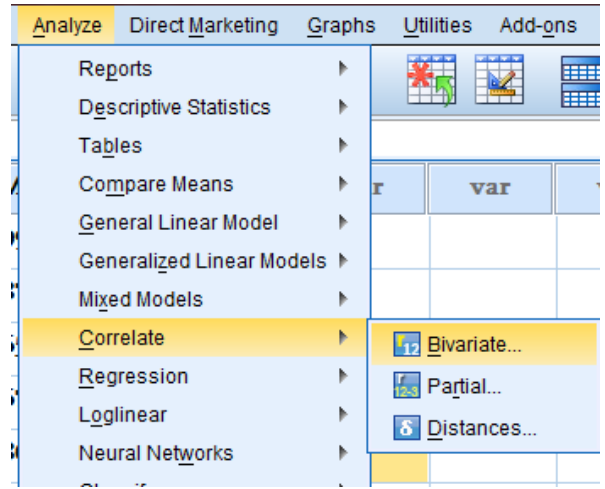 Analyze Direct Marketing Graphs Utilities Add-ons
Reports
Descriptive Statistics
Tables
Compare Means
r var
General Linear Model
Generalized Linear Models
Mixed Models
Correlate
Bivariate...
Regression
Partial...
Loglinear
Distances...
Neural Networks